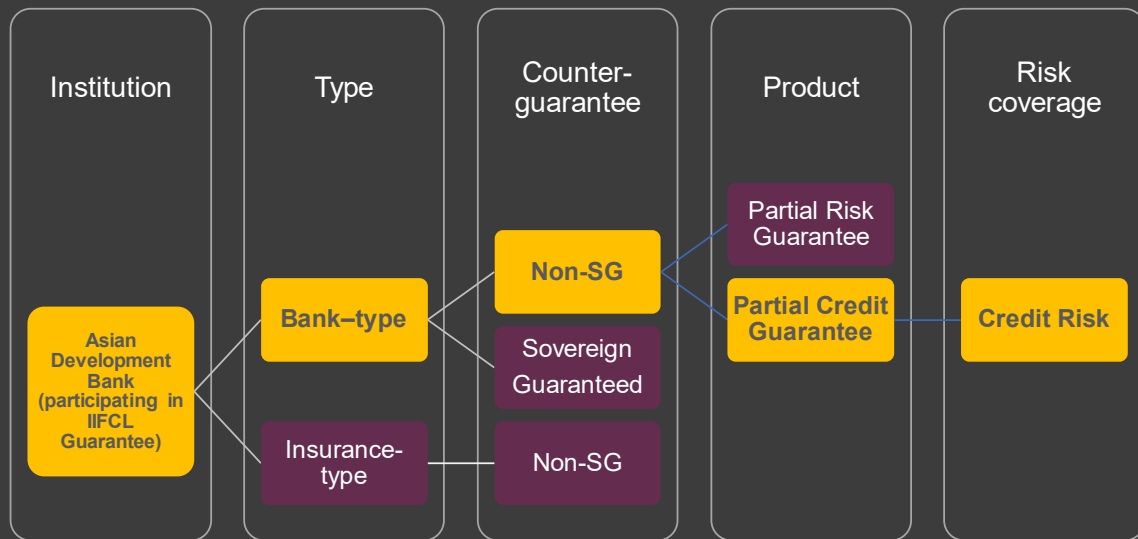 Institution
Type
Counter-
guarantee
Product
Risk
coverage
Asian
Development
Bank
(participating in
IIFCL
Guarantee)
Bank–type
Insurance-
type
Non-SG
Sovereign
Guaranteed
Non-SG
Partial Risk
Guarantee
Partial Credit
Guarantee
Credit Risk